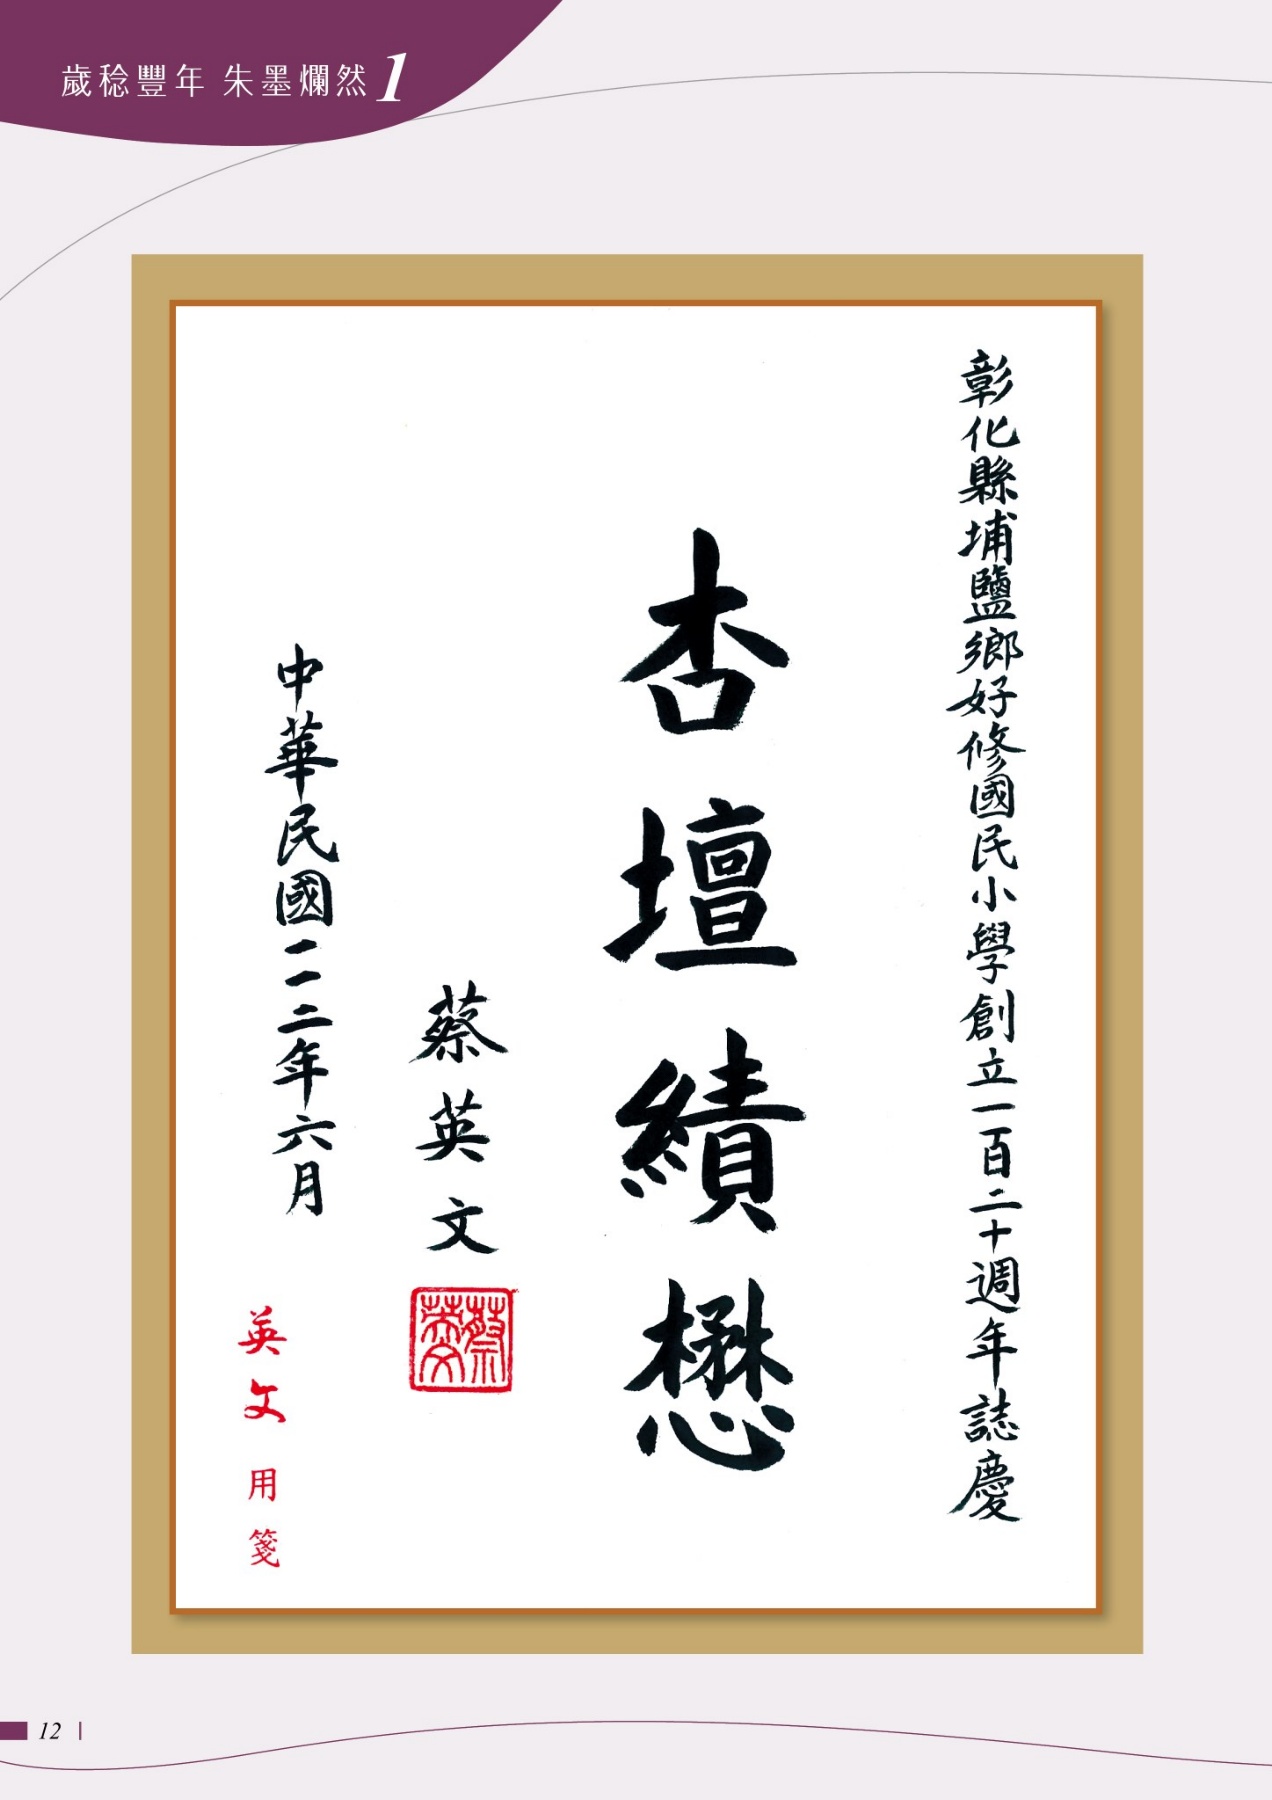 歲稔豐年 朱墨爛然 1
彰化縣埔鹽鄉好修國民小學創立一百二十週年誌慶
杏壇績懋
蔡英文
蔡英文
中華民國一一二年六月
英文用箋
12